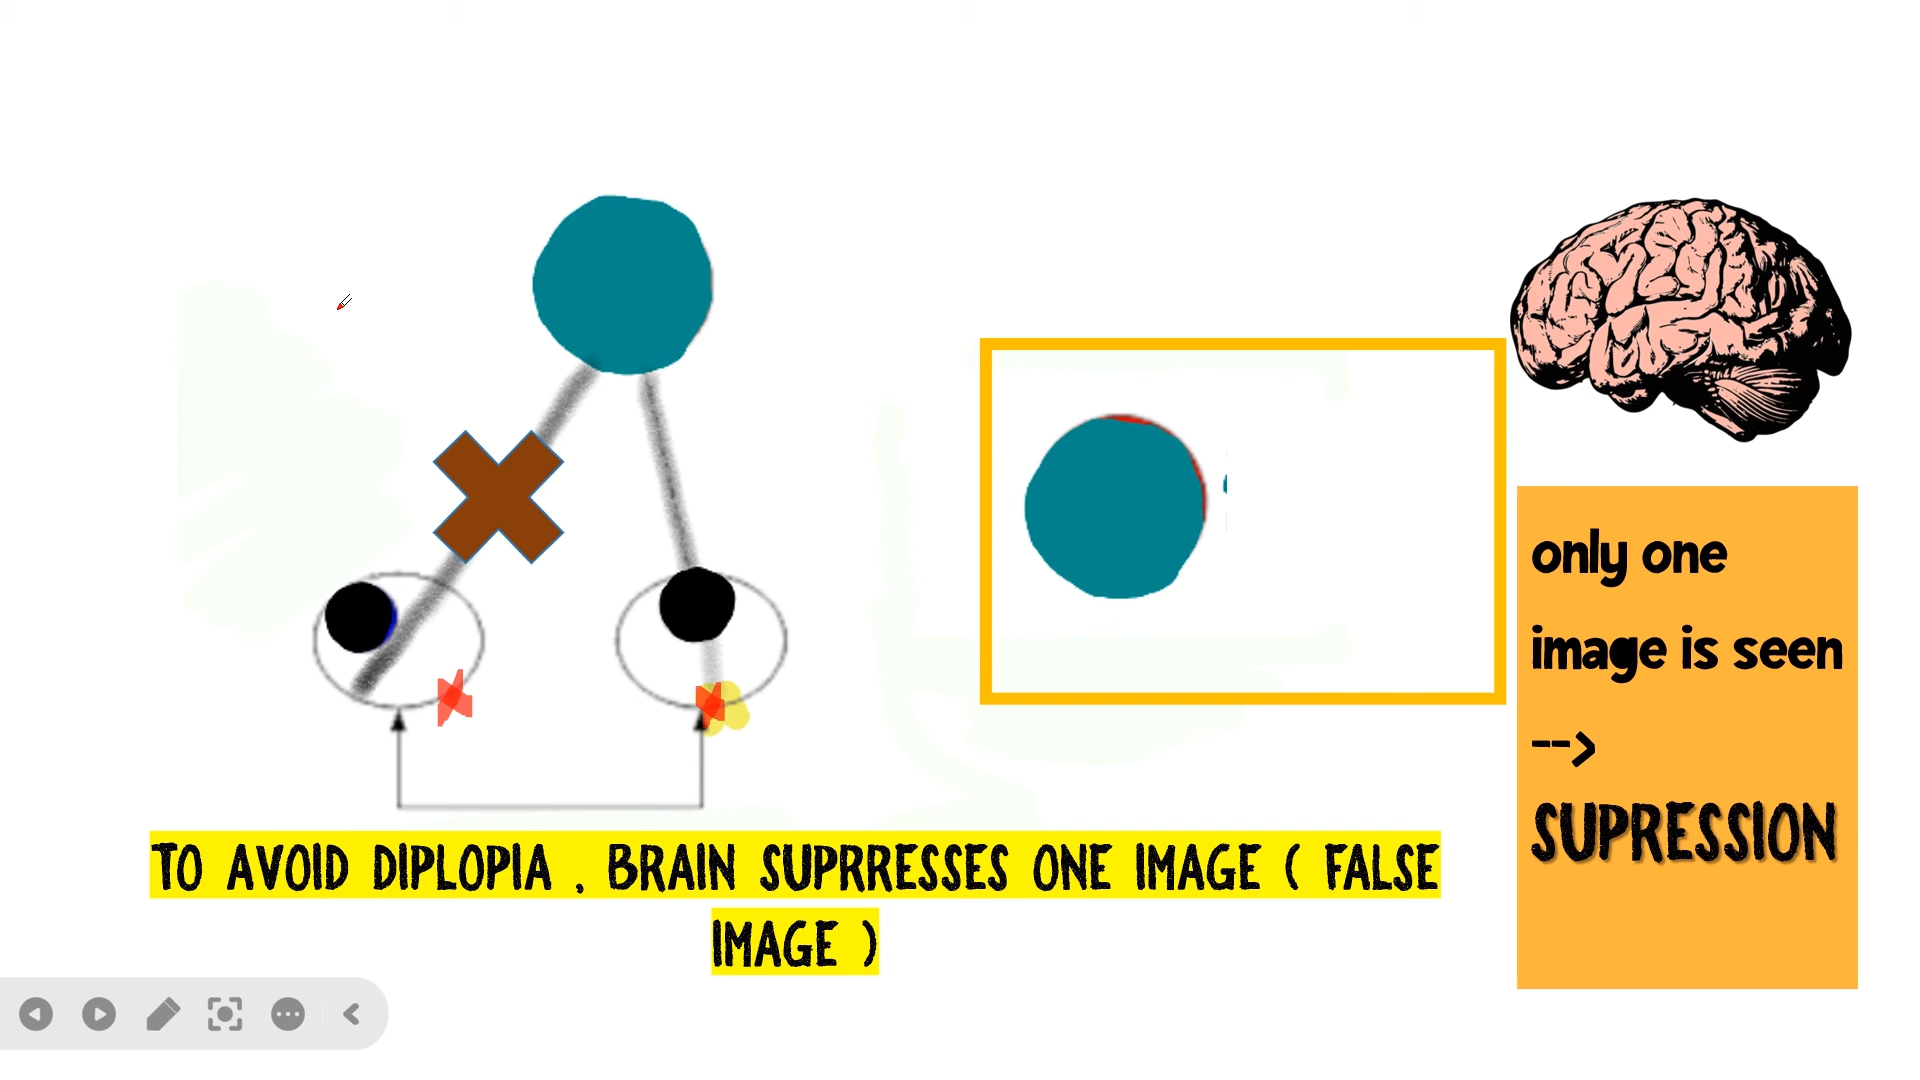 TO AVOID DIPLOPIA , BRAIN SUPRRESSES ONE IMAGE ( FALSE
IMAGE )
only one
image is seen
-->
SUPRESSION